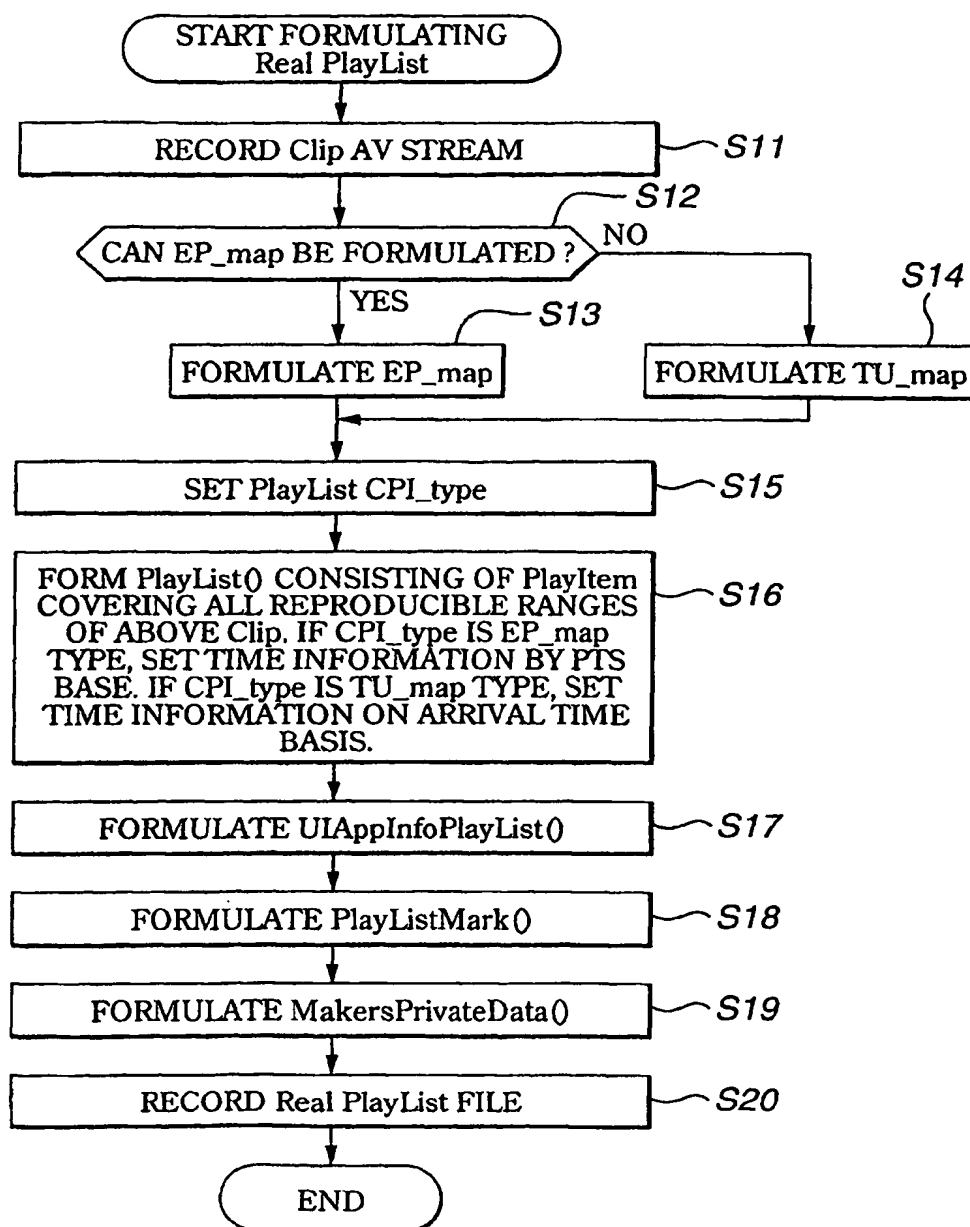 START FORMULATING
Real PlayList
RECORD Clip AV STREAM
S11
S12
CAN EP_map BE FORMULATED ?
NO
YES
S13
S14
FORMULATE EP_map
FORMULATE TU_map
SET PlayList CPI_type
S15
FORM PlayList() CONSISTING OF PlayItem
COVERING ALL REPRODUCIBLE RANGES
OF ABOVE Clip. IF CPI_type IS EP_map
TYPE, SET TIME INFORMATION BY PTS
BASE. IF CPI_type IS TU_map TYPE, SET
TIME INFORMATION ON ARRIVAL TIME
BASIS.
S16
FORMULATE UIAppInfoPlayList()
S17
FORMULATE PlayListMark()
S18
FORMULATE MakersPrivateData()
S19
RECORD Real PlayList FILE
S20
END